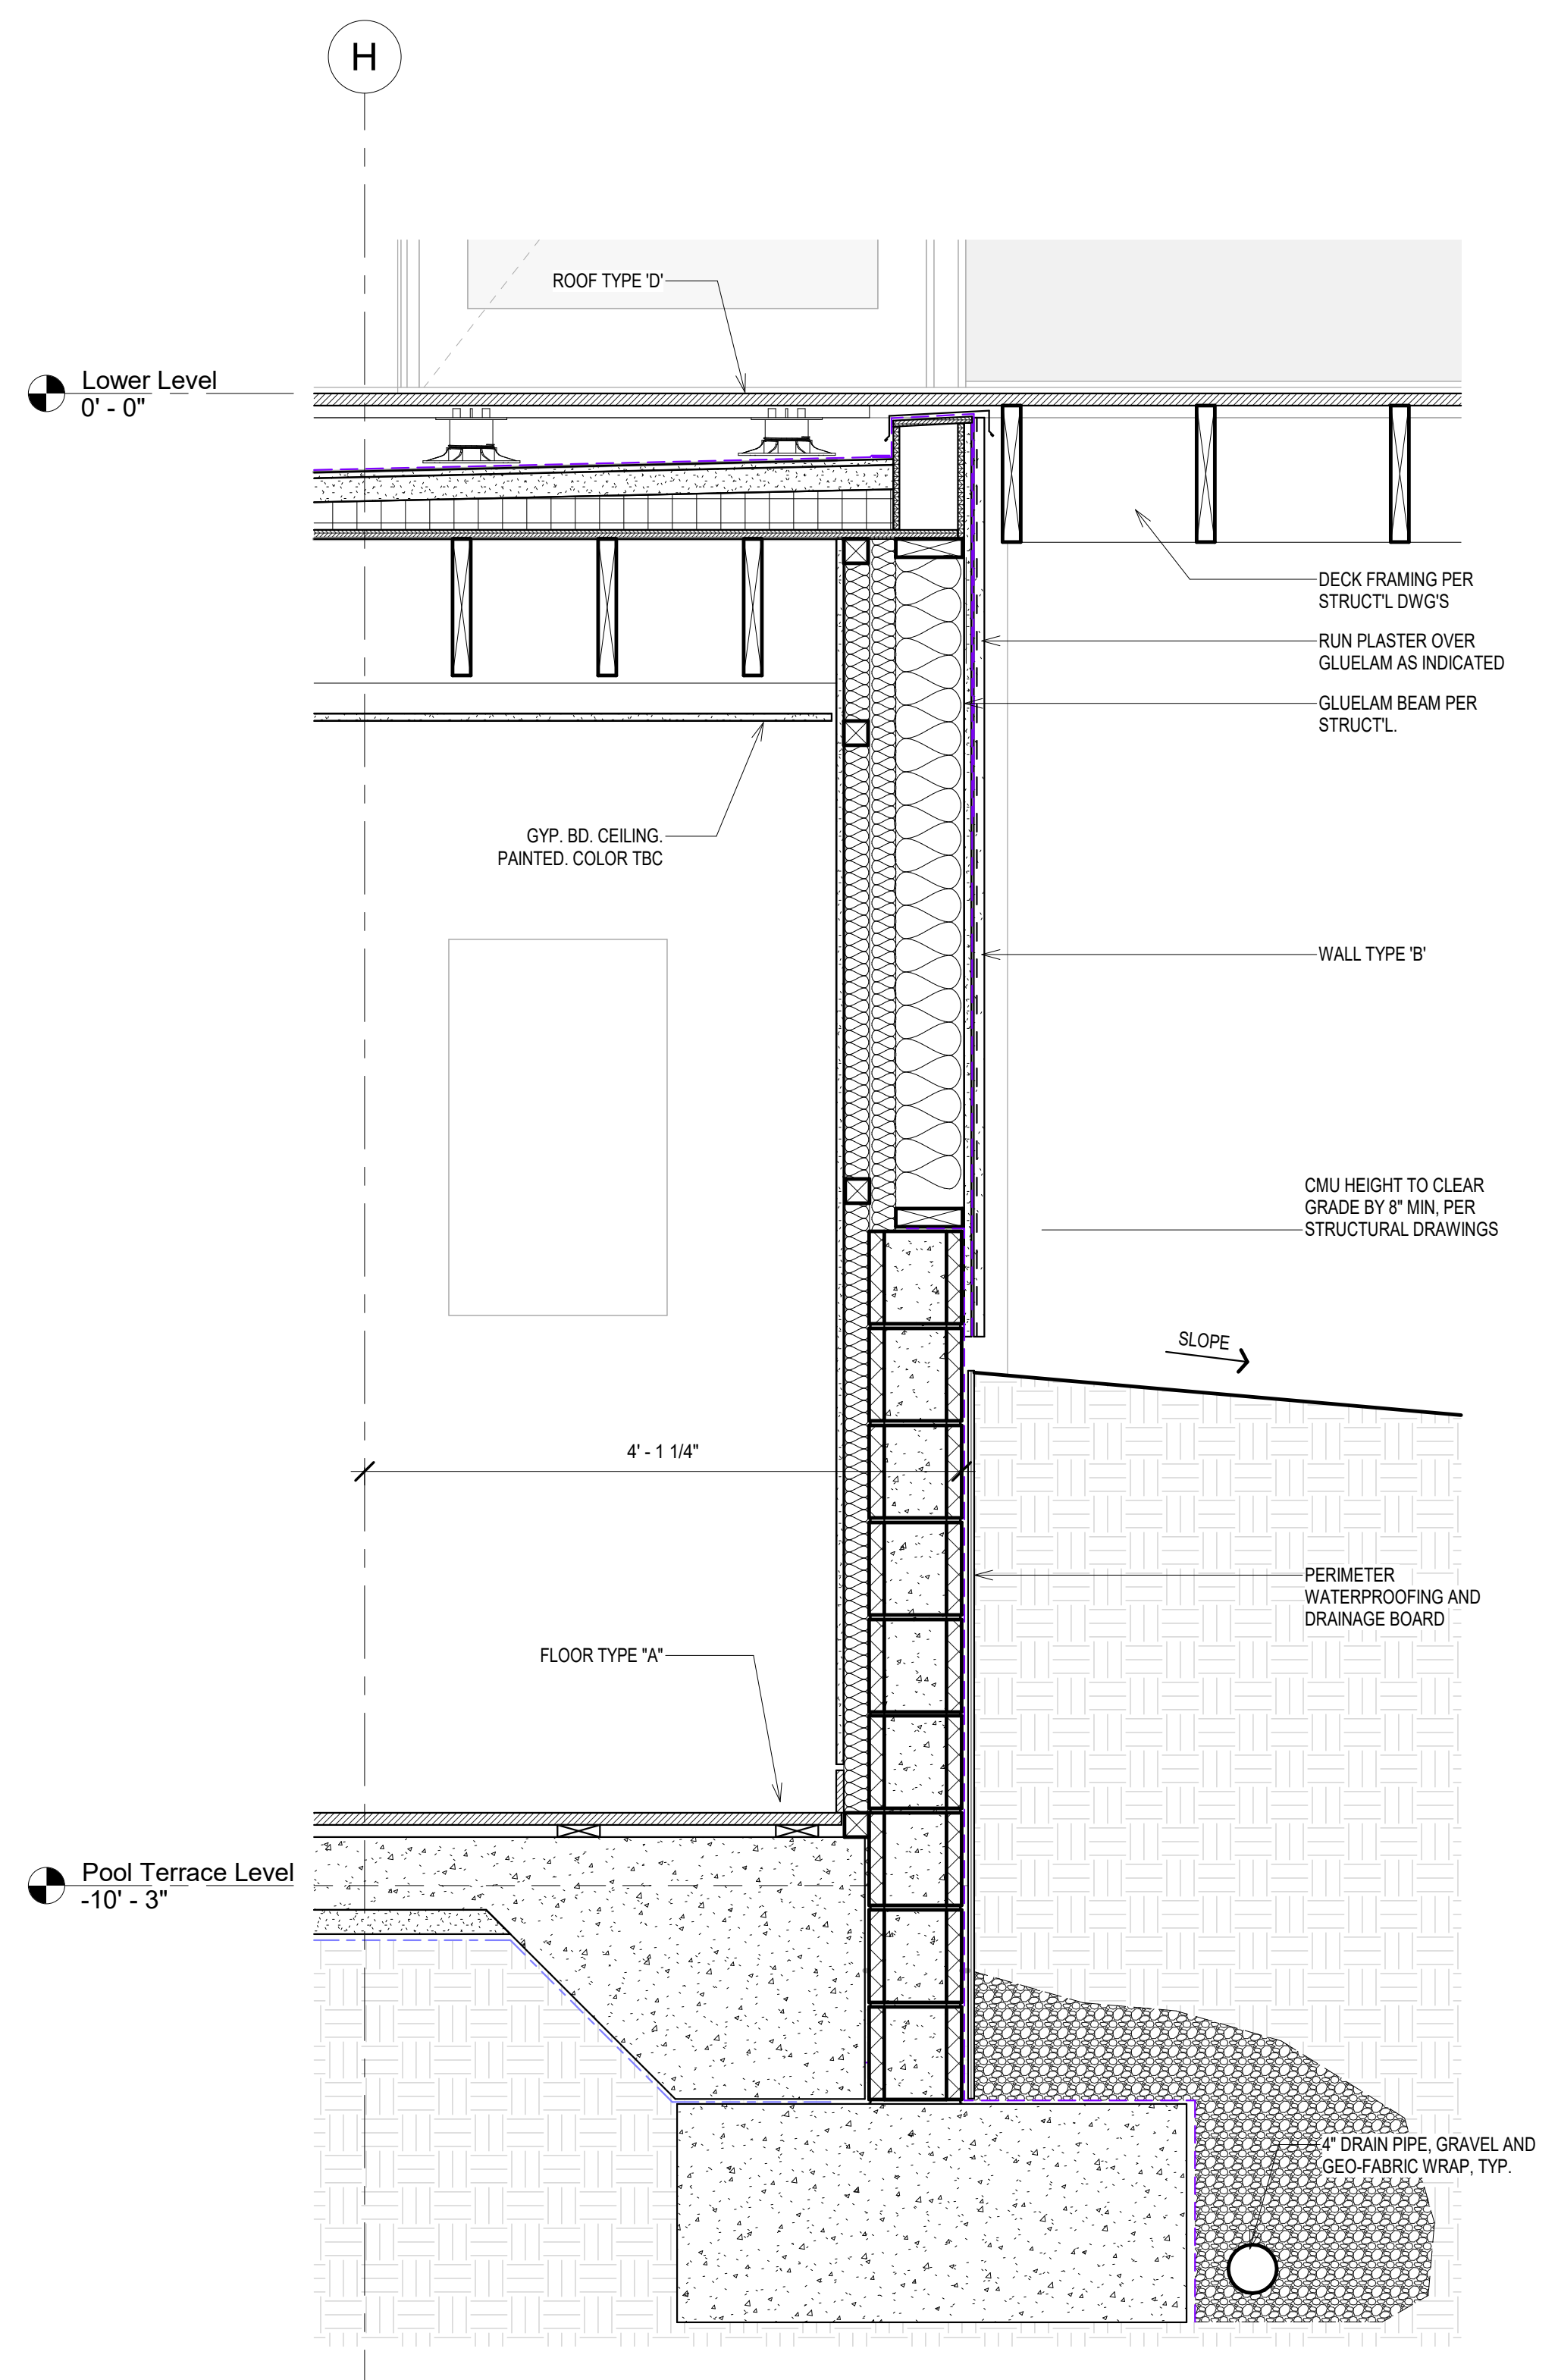 H
ROOF TYPE 'D'
Lower Level
0' - 0"
DECK FRAMING PER
STRUCT'L DWG'S
RUN PLASTER OVER
GLUELAM AS INDICATED
GLUELAM BEAM PER
STRUCT'L.
GYP. BD. CEILING.
PAINTED. COLOR TBC
WALL TYPE 'B'
CMU HEIGHT TO CLEAR
GRADE BY 8" MIN, PER
STRUCTURAL DRAWINGS
SLOPE
4' - 1 1/4"
PERIMETER
WATERPROOFING AND
DRAINAGE BOARD
FLOOR TYPE "A"
Pool Terrace Level
-10' - 3"
4" DRAIN PIPE, GRAVEL AND
GEO-FABRIC WRAP, TYP.